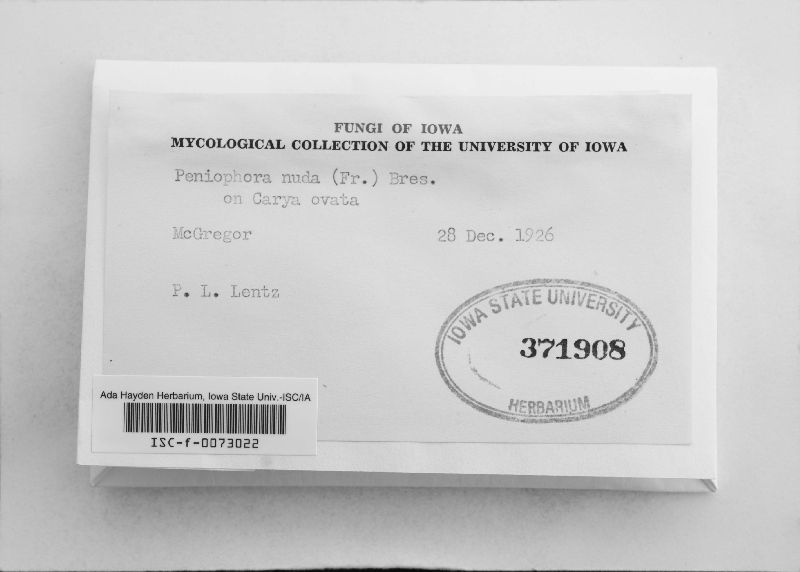 FUNGI OF IOWA
MYCOLOGICAL COLLECTION OF THE UNIVERSITY OF IOWA
Peniophora nuda (Fr.) Bres.
on Carya ovata
McGregor 28 Dec. 1926
P. L. Lentz
IOWA STATE UNIVERSITY
371908
HERBARIUM
Ada Hayden Herbarium, Iowa State Univ.-ISC/IA
ISC-f-0073022